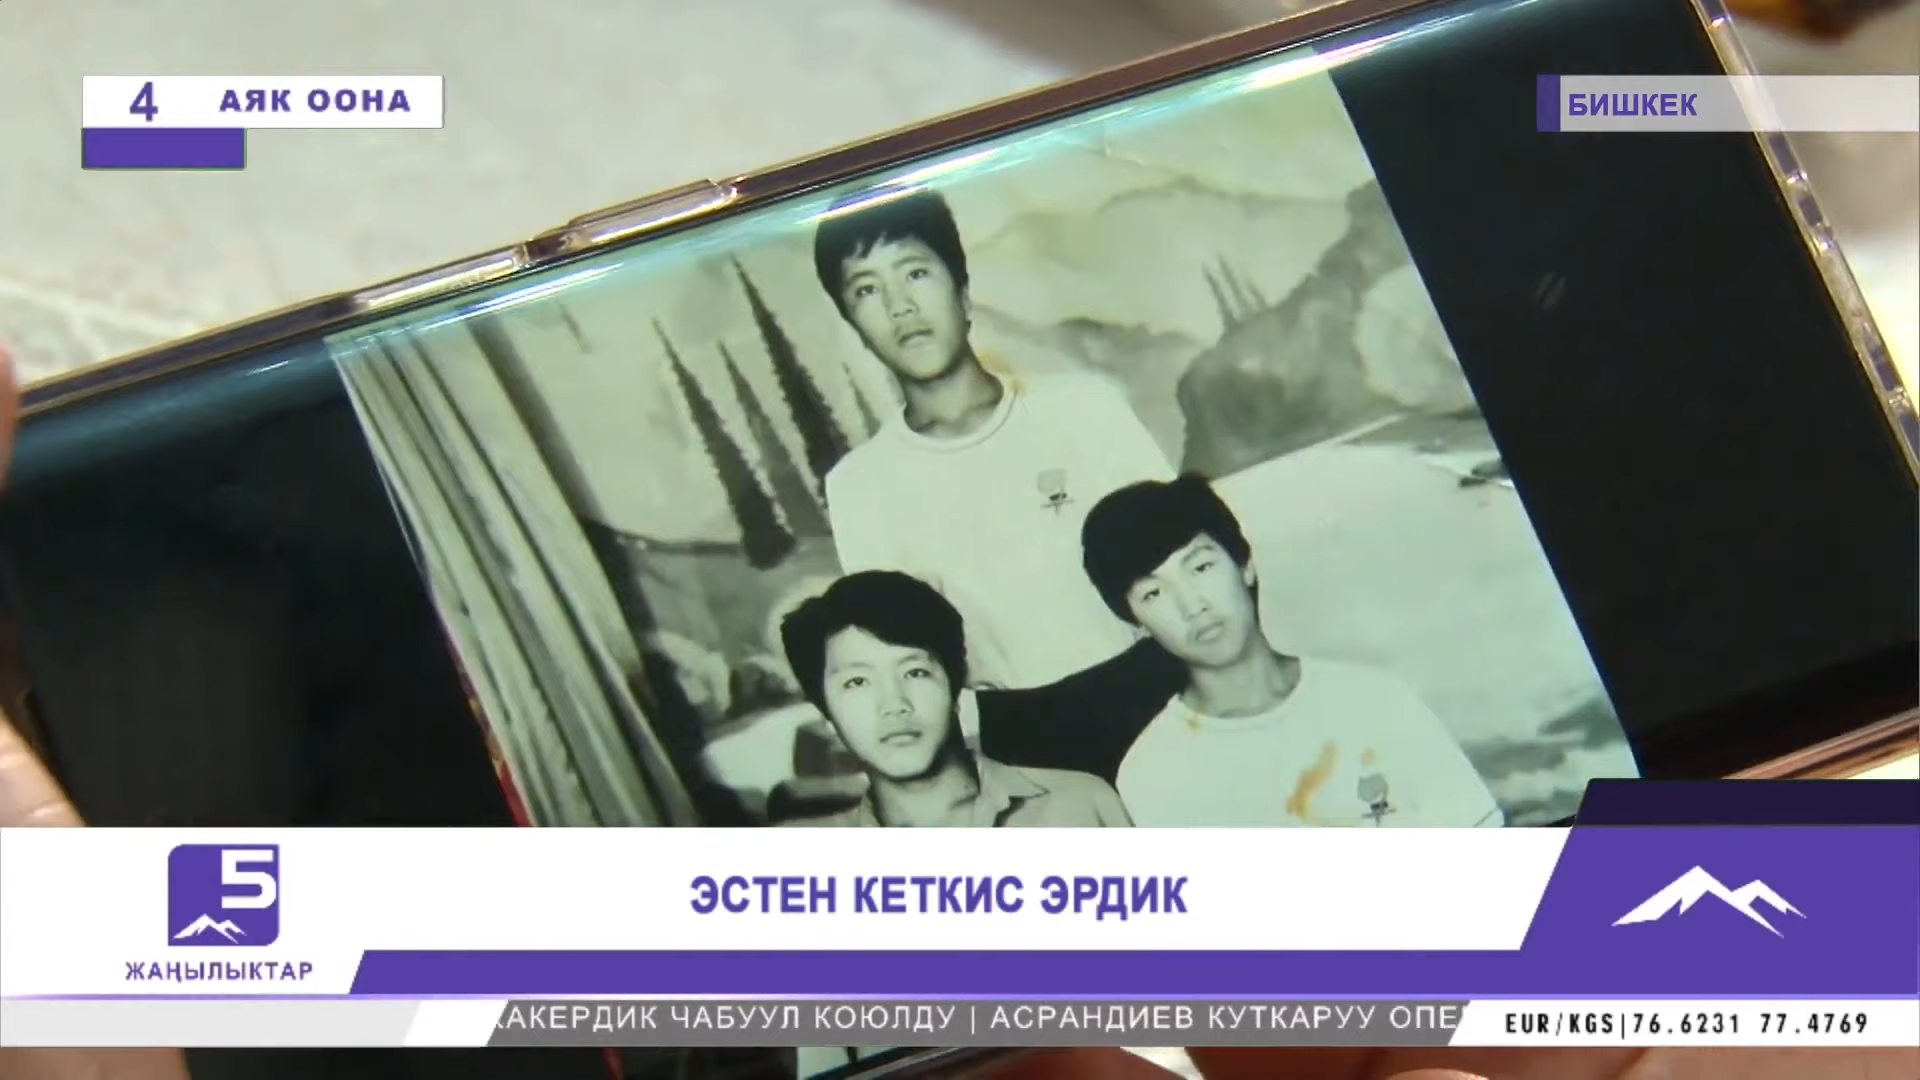 4 АЯК ООНА
БИШКЕК
5
ЭСТЕН КЕТКИС ЭРДИК
ЖАҢЫЛЫКТАР
ХАКЕРДИК ЧАБУУЛ КОЮЛДУ | АСРАНДИЕВ КУТКАРУУ
EUR/KGS|76.6231 77.4769